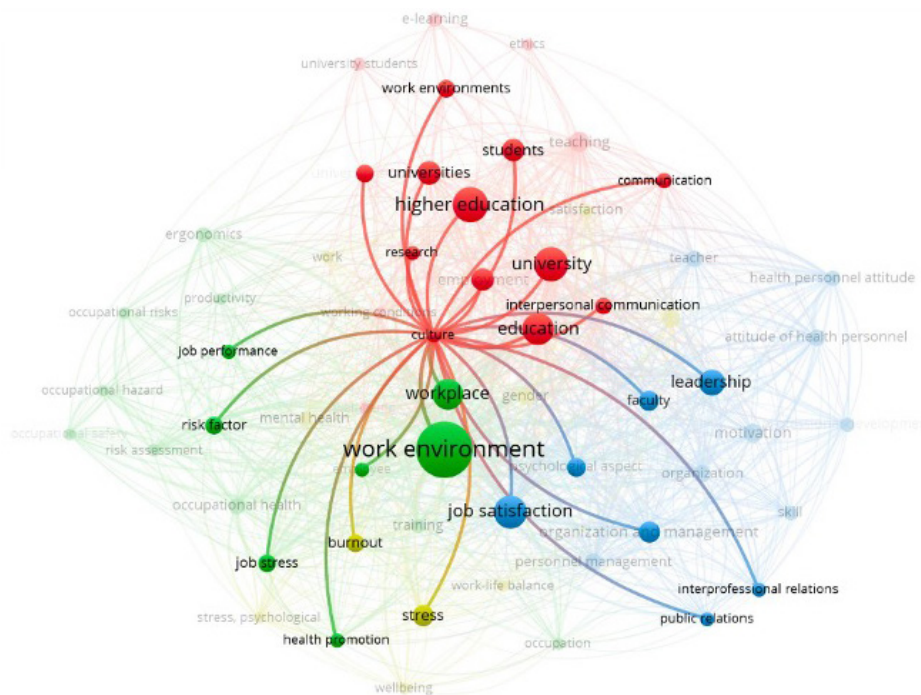 e-learning
ethics
university students
work environments
teaching
students
universities
communication
higher education
satisfaction
ergonomics
research
work
university
teacher
health personnel attitude
productivity
interpersonal communication
occupational risks
working conditions
education
culture
attitude of health personnel
job performance
leadership
occupational hazard
workplace
gender
faculty
mental health
risk factor
motivation
risk assessment
work environment
employee
psychological aspect
organization
occupational health
job satisfaction
skill
training
organization and management
burnout
personnel management
job stress
work-life balance
interprofessional relations
stress, psychological
stress
public relations
health promotion
occupation
wellbeing